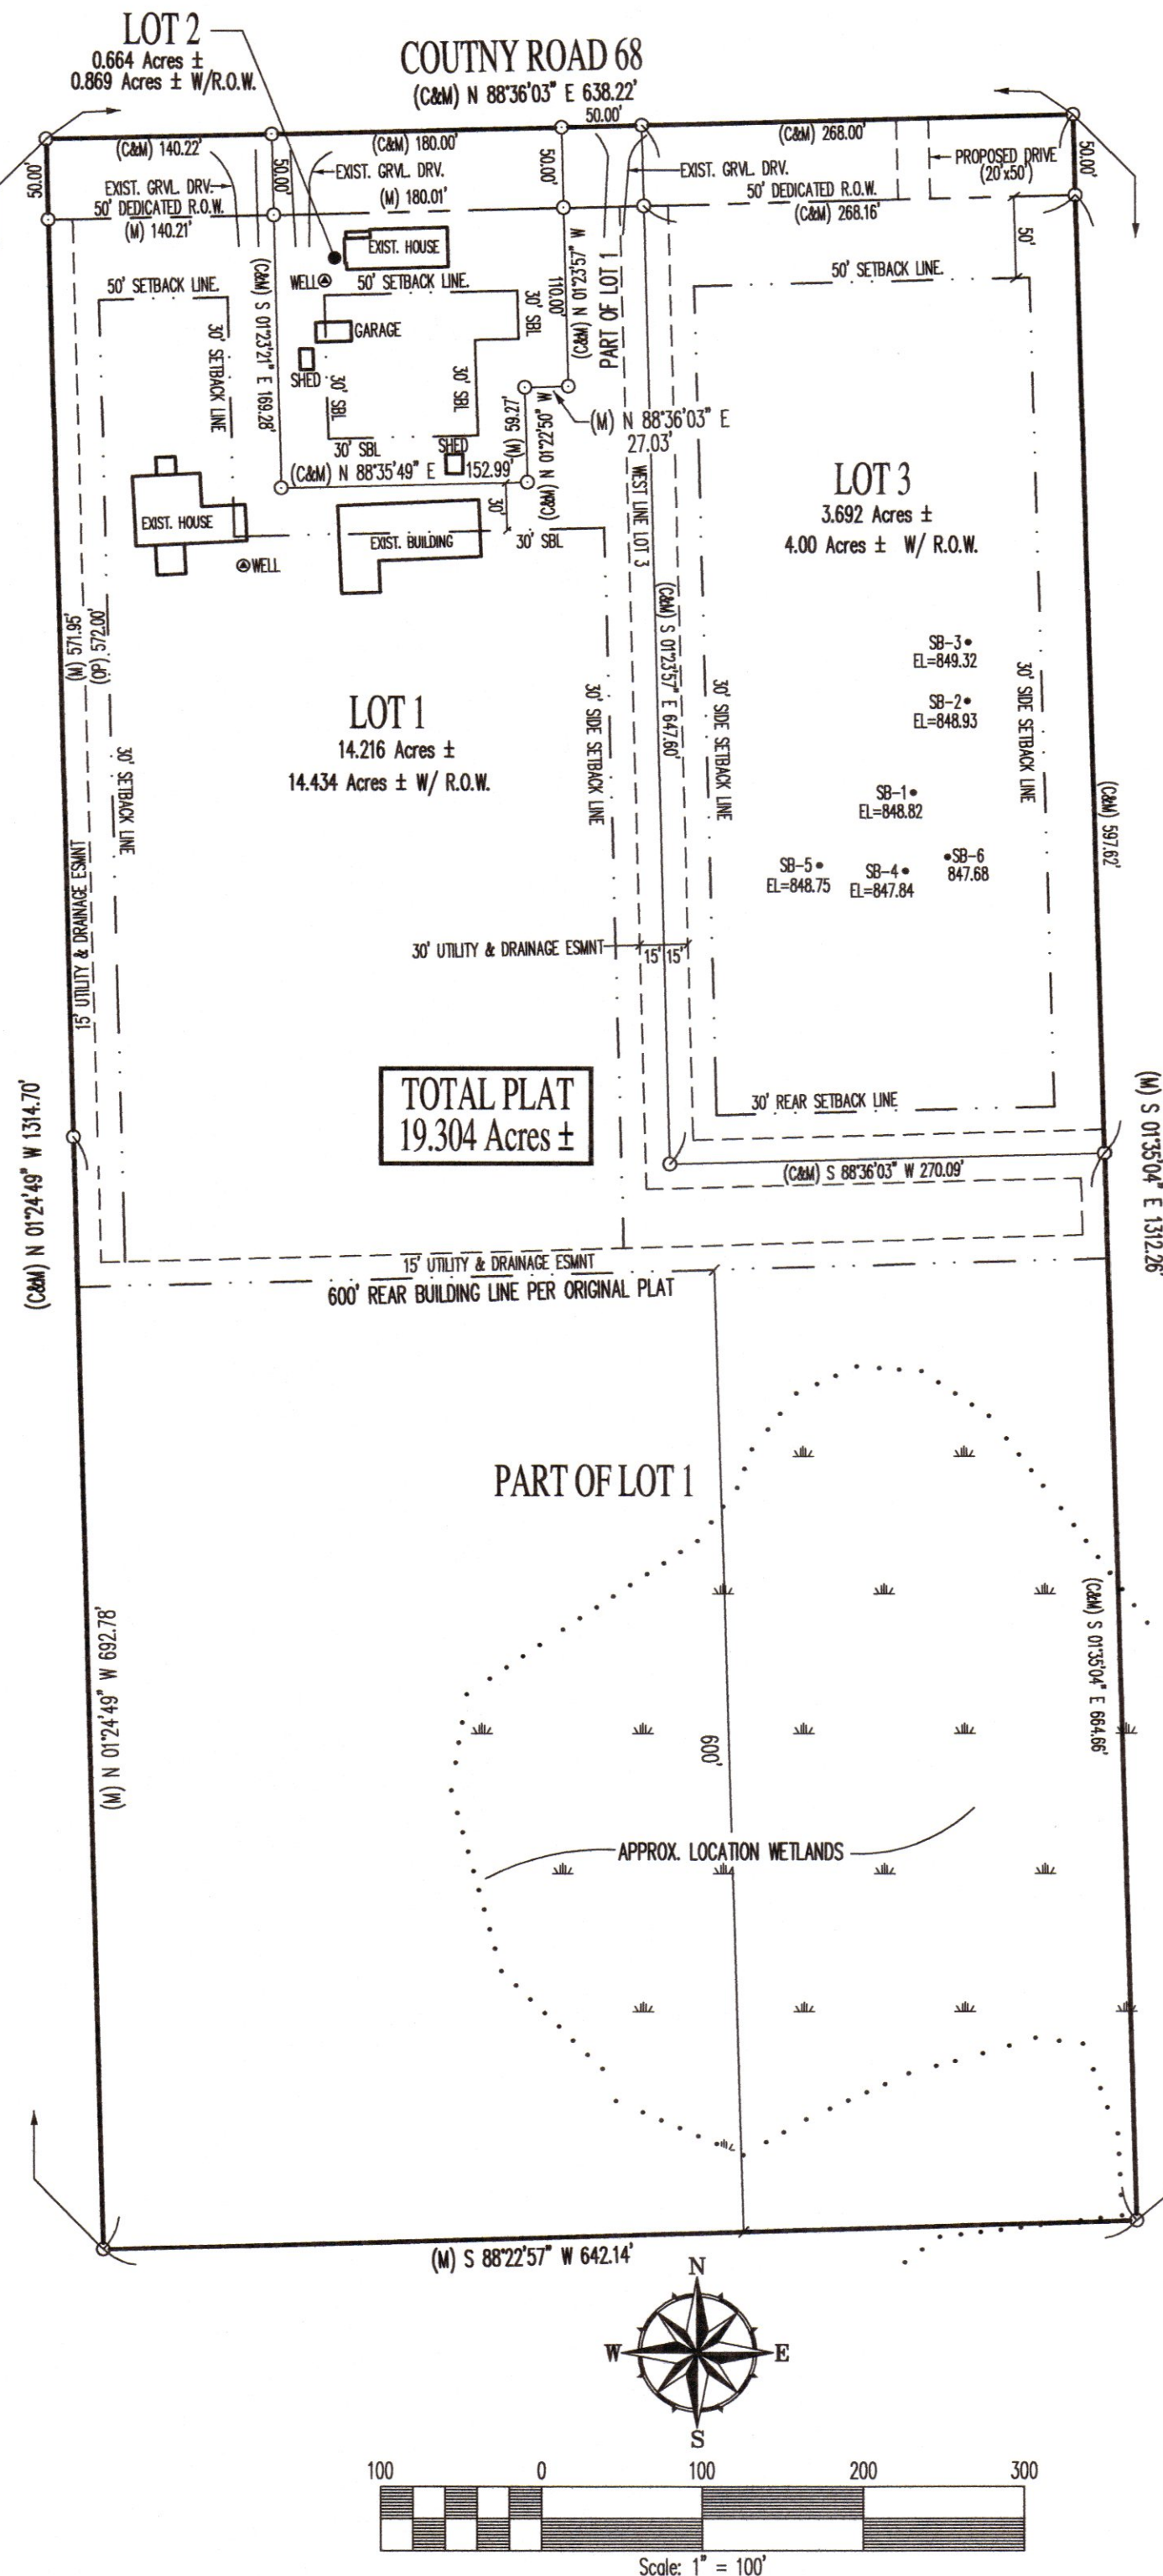 LOT 2
0.664 Acres ±
0.869 Acres ± W/R.O.W.
COUTNY ROAD 68
(C&M) N 88°36'03" E 638.22'
50.00'
(C&M) 140.22'
(C&M) 180.00'
(C&M) 268.00'
50.00'
50.00'
50.00'
50.00'
EXIST. GRVL. DRV.
EXIST. GRVL. DRV.
EXIST. GRVL. DRV.
PROPOSED DRIVE
(20'x50')
50' DEDICATED R.O.W.
(M) 140.21'
(M) 180.01'
50' DEDICATED R.O.W.
(C&M) 268.16'
50'
EXIST. HOUSE
WELL
50' SETBACK LINE.
50' SETBACK LINE.
50' SETBACK LINE.
30' SETBACK LINE
(C&M) S 01°23'21" E 169.28'
GARAGE
SHED
30' SBL
30' SBL
30' SBL
30' SBL
SHED
(C&M) N 01°23'57" W
110.00'
PART OF LOT 1
(M) N 88°36'03" E
27.03'
(M) 59.27'
(C&M) N 01°22'50" W
(C&M) N 88°35'49" E 152.99'
30'
30' SBL
EXIST. HOUSE
WELL
EXIST. BUILDING
WEST LINE LOT 3
(C&M) S 01°23'57" E 647.60'
LOT 3
3.692 Acres ±
4.00 Acres ± W/ R.O.W.
SB-3
EL=849.32
SB-2
EL=848.93
SB-1
EL=848.82
SB-5
EL=848.75
SB-4
EL=847.84
SB-6
847.68
30' SIDE SETBACK LINE
30' SIDE SETBACK LINE
30' SIDE SETBACK LINE
(C&M) 597.62'
(M) 571.95'
(OP) 572.00'
LOT 1
14.216 Acres ±
14.434 Acres ± W/ R.O.W.
30' SETBACK LINE
15' UTILITY & DRAINAGE ESMNT
30' UTILITY & DRAINAGE ESMNT
15' 15'
TOTAL PLAT
19.304 Acres ±
30' REAR SETBACK LINE
(C&M) S 88°36'03" W 270.09'
(C&M) N 01°24'49" W 1314.70'
(M) S 01°35'04" E 1312.26'
15' UTILITY & DRAINAGE ESMNT
600' REAR BUILDING LINE PER ORIGINAL PLAT
PART OF LOT 1
(M) N 01°24'49" W 692.78'
600'
(C&M) S 01°35'04" E 664.66'
APPROX. LOCATION WETLANDS
(M) S 88°22'57" W 642.14'
N
W
E
S
100 0 100 200 300
Scale: 1" = 100'